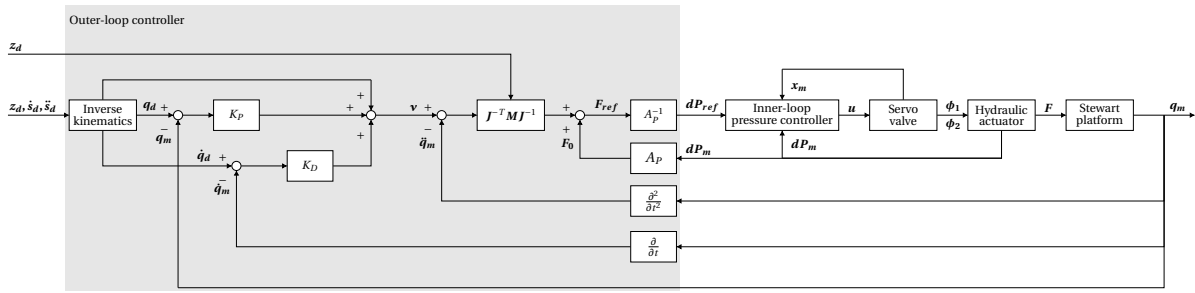 Outer-loop controller
z_d
z_d, ṡ_d, s̈_d
Inverse
kinematics
q_d +
−
q_m
K_P
+
+
+
ν +
−
q̈_m
J^{-T}MJ^{-1}
+
+
F_0
F_ref
A_P^{-1}
dP_ref
x_m
Inner-loop
pressure controller
u
Servo
valve
ϕ_1
ϕ_2
Hydraulic
actuator
F
Stewart
platform
q_m
q̇_d +
−
q̇_m
K_D
A_P
dP_m
dP_m
∂²/∂t²
∂/∂t